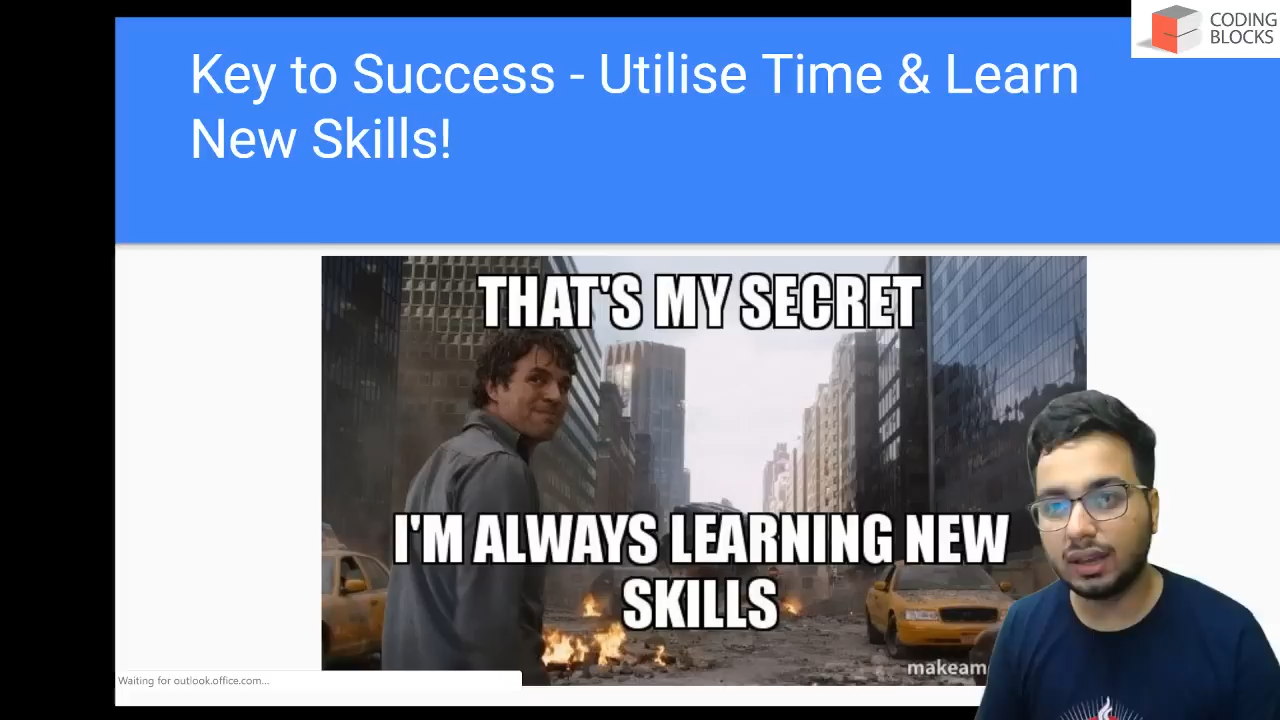 CODING
BLOCKS
Key to Success - Utilise Time & Learn
New Skills!
THAT'S MY SECRET
I'M ALWAYS LEARNING NEW
SKILLS
makeam
Waiting for outlook.office.com...